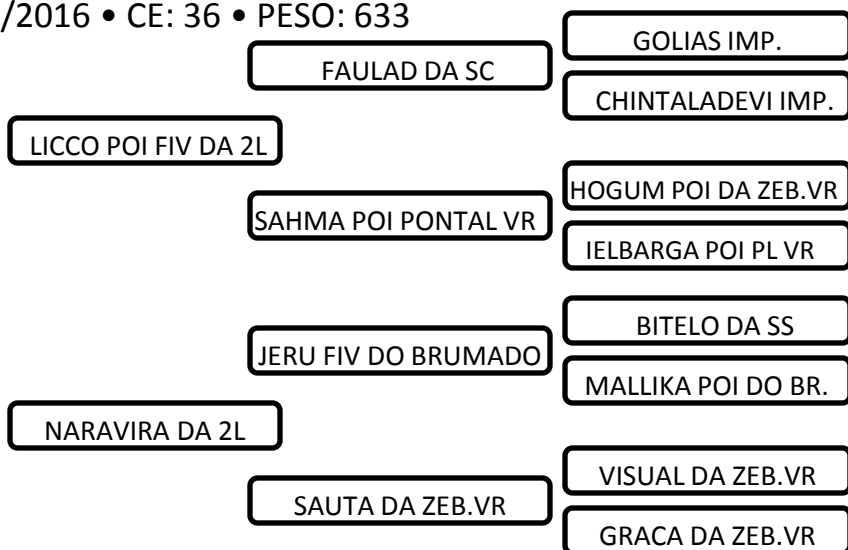 /2016 • CE: 36 • PESO: 633
GOLIAS IMP.
FAULAD DA SC
CHINTALADEVI IMP.
LICCO POI FIV DA 2L
HOGUM POI DA ZEB.VR
SAHMA POI PONTAL VR
IELBARGA POI PL VR
BITELO DA SS
JERU FIV DO BRUMADO
MALLIKA POI DO BR.
NARAVIRA DA 2L
VISUAL DA ZEB.VR
SAUTA DA ZEB.VR
GRACA DA ZEB.VR